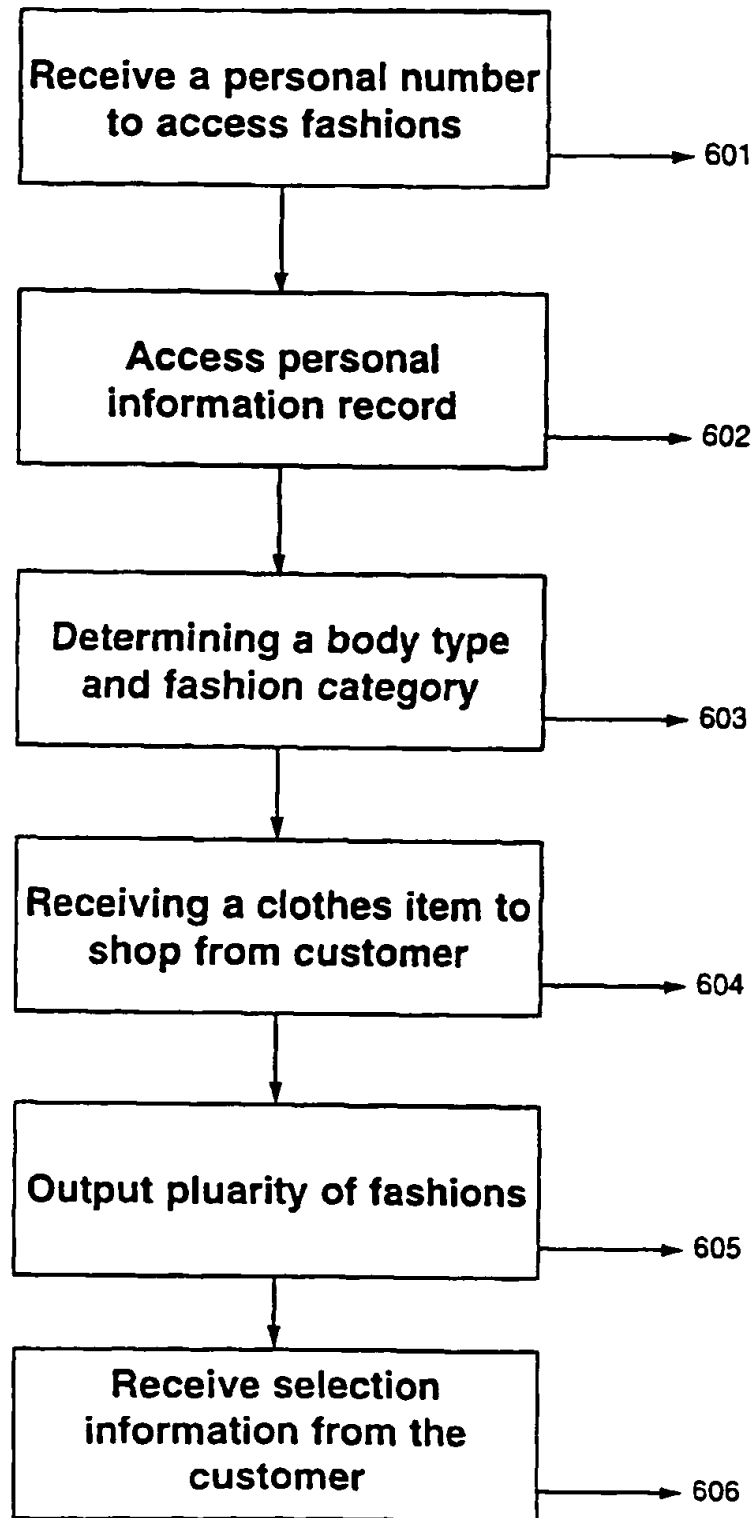 Receive a personal number
to access fashions
601
Access personal
information record
602
Determining a body type
and fashion category
603
Receiving a clothes item to
shop from customer
604
Output pluarity of fashions
605
Receive selection
information from the
customer
606